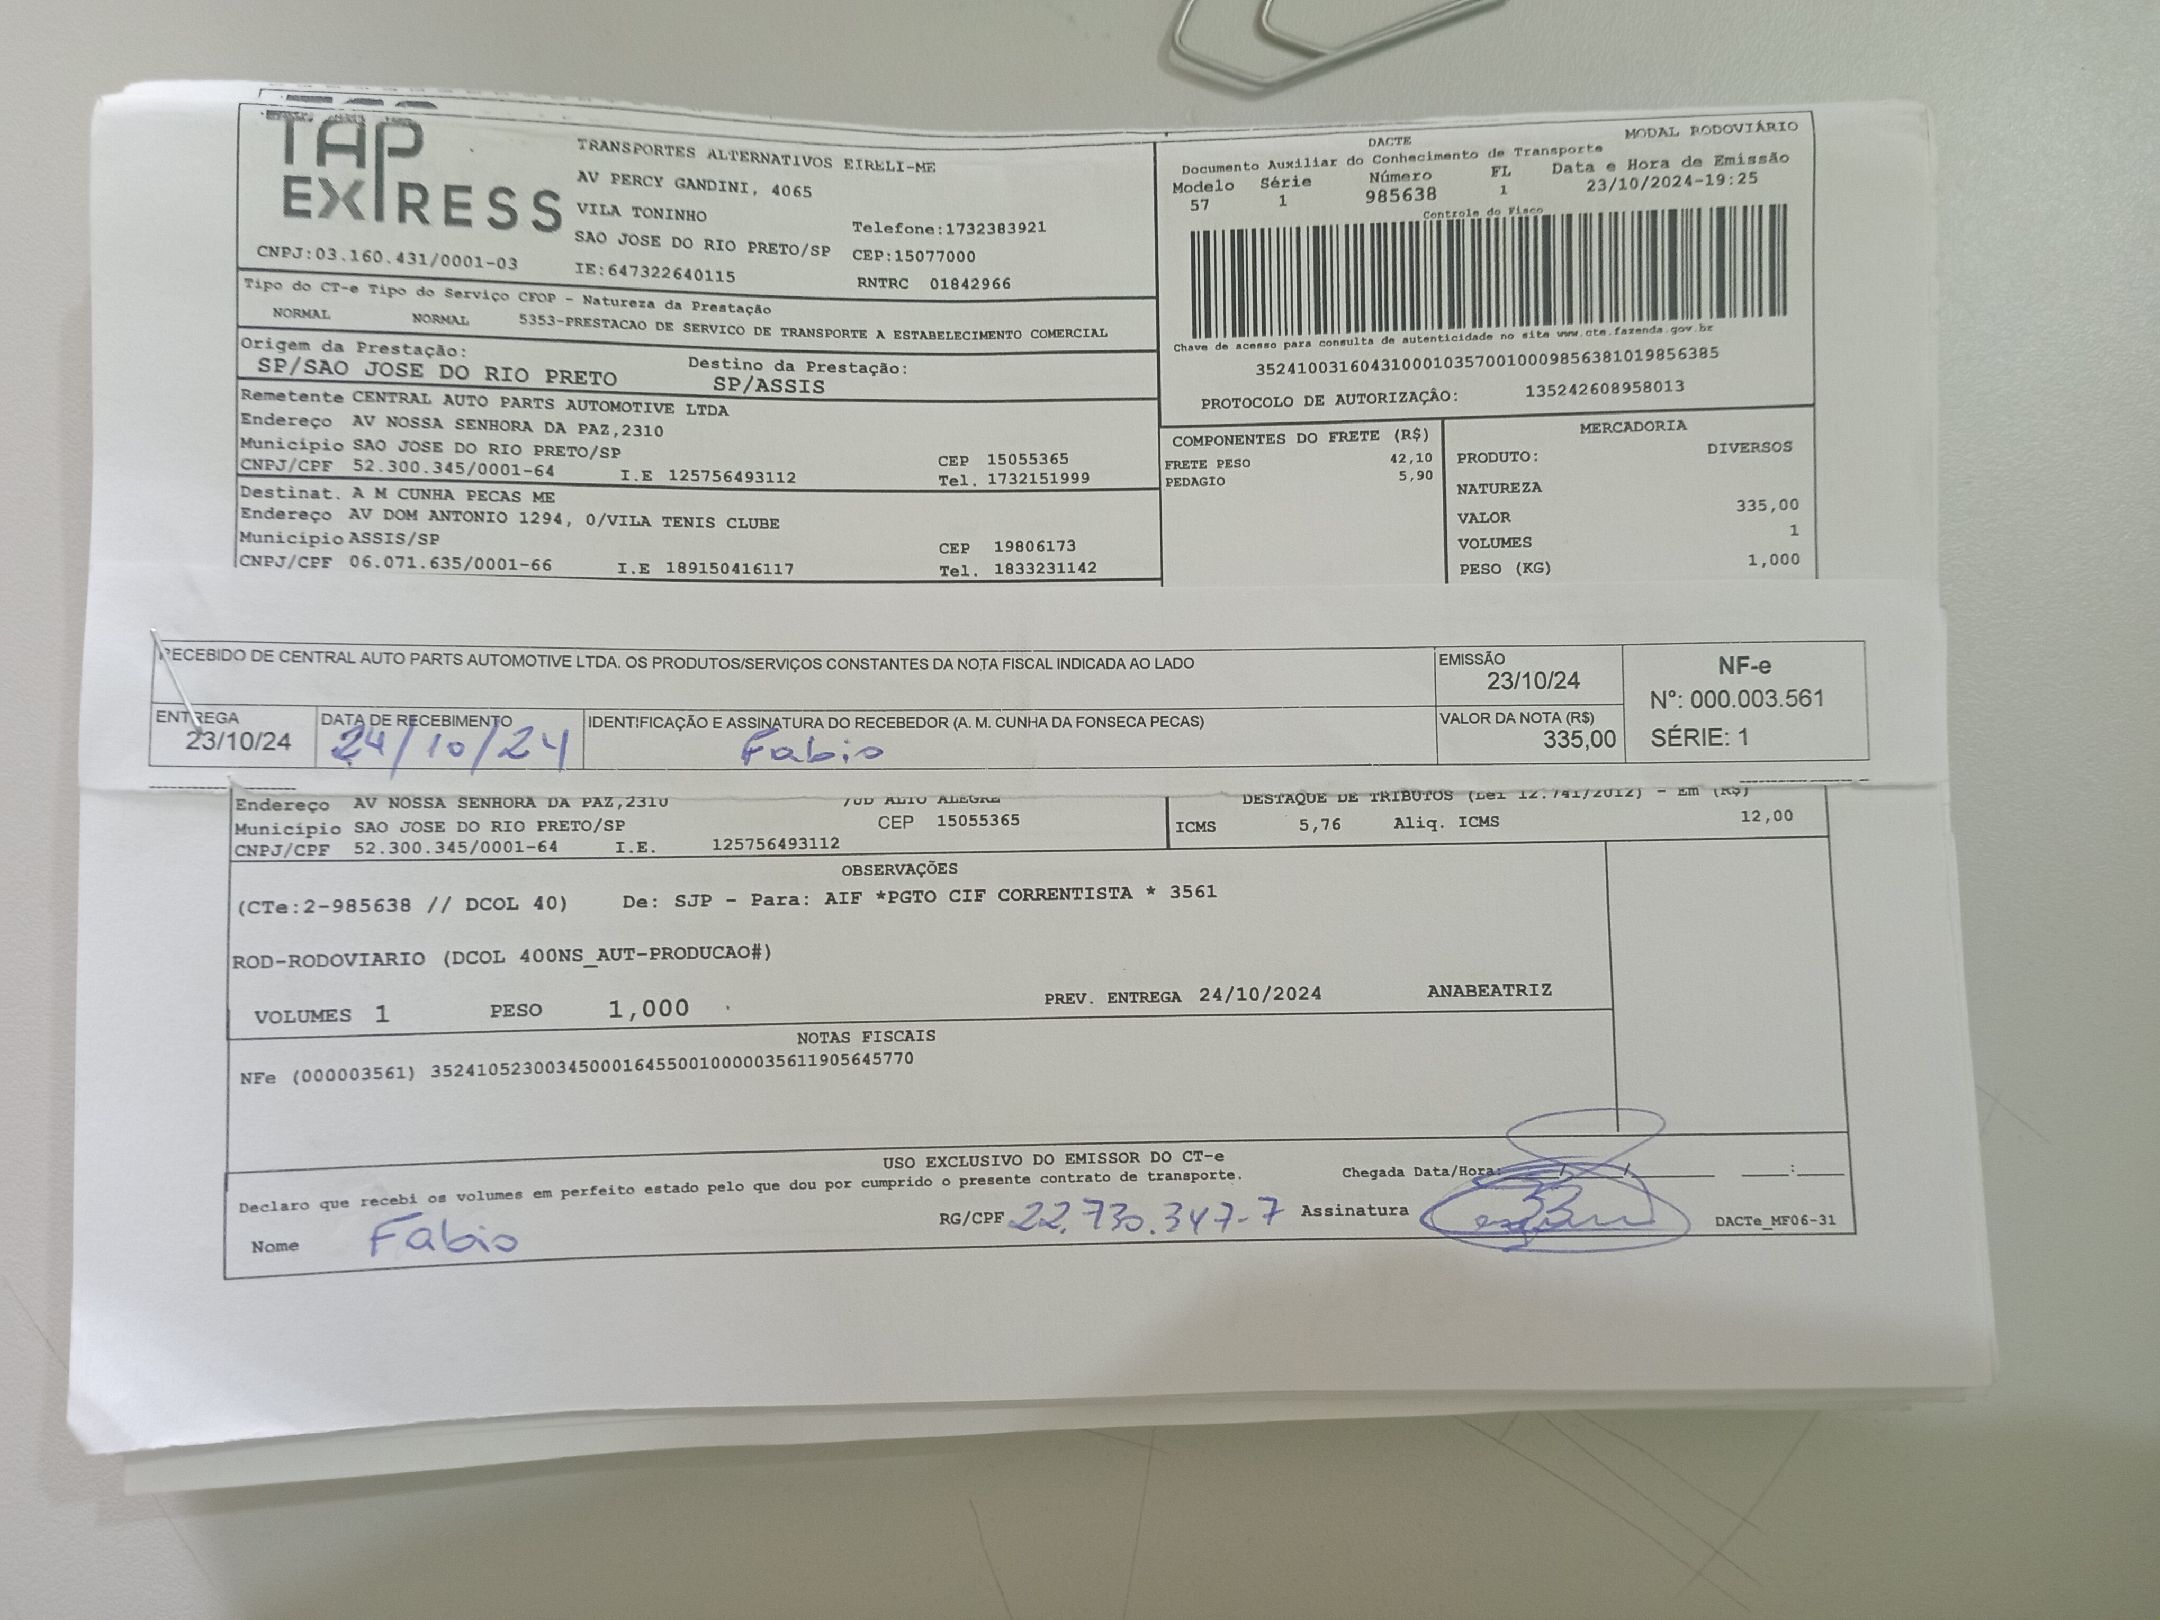 TAP
EXPRESS
TRANSPORTES ALTERNATIVOS EIRELI-ME
AV PERCY GANDINI, 4065
VILA TONINHO
Telefone:1732383921
SAO JOSE DO RIO PRETO/SP CEP:15077000
CNPJ:03.160.431/0001-03 IE:647322640115 RNTRC 01842966
DACTE MODAL RODOVIÁRIO
Documento Auxiliar do Conhecimento de Transporte
Modelo Série Número FL Data e Hora de Emissão
57 1 985638 1 23/10/2024-19:25
Controle do Fisco
Chave de acesso para consulta de autenticidade no site www.cte.fazenda.gov.br
35241003160431000103570010009856381019856385
PROTOCOLO DE AUTORIZAÇÂO: 135242608958013
Tipo do CT-e Tipo do Serviço CFOP - Natureza da Prestação
NORMAL NORMAL 5353-PRESTACAO DE SERVICO DE TRANSPORTE A ESTABELECIMENTO COMERCIAL
Origem da Prestação: Destino da Prestação:
SP/SAO JOSE DO RIO PRETO SP/ASSIS
Remetente CENTRAL AUTO PARTS AUTOMOTIVE LTDA
Endereço AV NOSSA SENHORA DA PAZ,2310
Município SAO JOSE DO RIO PRETO/SP CEP 15055365
CNPJ/CPF 52.300.345/0001-64 I.E 125756493112 Tel. 1732151999
Destinat. A M CUNHA PECAS ME
Endereço AV DOM ANTONIO 1294, 0/VILA TENIS CLUBE
Município ASSIS/SP CEP 19806173
CNPJ/CPF 06.071.635/0001-66 I.E 189150416117 Tel. 1833231142
COMPONENTES DO FRETE (R$)
FRETE PESO 42,10
PEDAGIO 5,90
MERCADORIA
PRODUTO: DIVERSOS
NATUREZA
VALOR 335,00
VOLUMES 1
PESO (KG) 1,000
RECEBIDO DE CENTRAL AUTO PARTS AUTOMOTIVE LTDA. OS PRODUTOS/SERVIÇOS CONSTANTES DA NOTA FISCAL INDICADA AO LADO
EMISSÃO
23/10/24
NF-e
Nº: 000.003.561
SÉRIE: 1
ENTREGA
23/10/24
DATA DE RECEBIMENTO
24/10/24
IDENTIFICAÇÃO E ASSINATURA DO RECEBEDOR (A. M. CUNHA DA FONSECA PECAS)
Fabio
VALOR DA NOTA (R$)
335,00
Endereço AV NOSSA SENHORA DA PAZ,2310 /JD ALTO ALEGRE
Município SAO JOSE DO RIO PRETO/SP CEP 15055365
CNPJ/CPF 52.300.345/0001-64 I.E. 125756493112
DESTAQUE DE TRIBUTOS (Lei 12.741/2012) - Em (R$)
ICMS 5,76 Aliq. ICMS 12,00
OBSERVAÇÕES
(CTe:2-985638 // DCOL 40) De: SJP - Para: AIF *PGTO CIF CORRENTISTA * 3561
ROD-RODOVIARIO (DCOL 400NS_AUT-PRODUCAO#)
VOLUMES 1 PESO 1,000 PREV. ENTREGA 24/10/2024 ANABEATRIZ
NOTAS FISCAIS
NFe (000003561) 35241052300345000164550010000035611905645770
USO EXCLUSIVO DO EMISSOR DO CT-e
Declaro que recebi os volumes em perfeito estado pelo que dou por cumprido o presente contrato de transporte. Chegada Data/Hora:
Nome Fabio RG/CPF 22.730.347-7 Assinatura DACTe_MF06-31